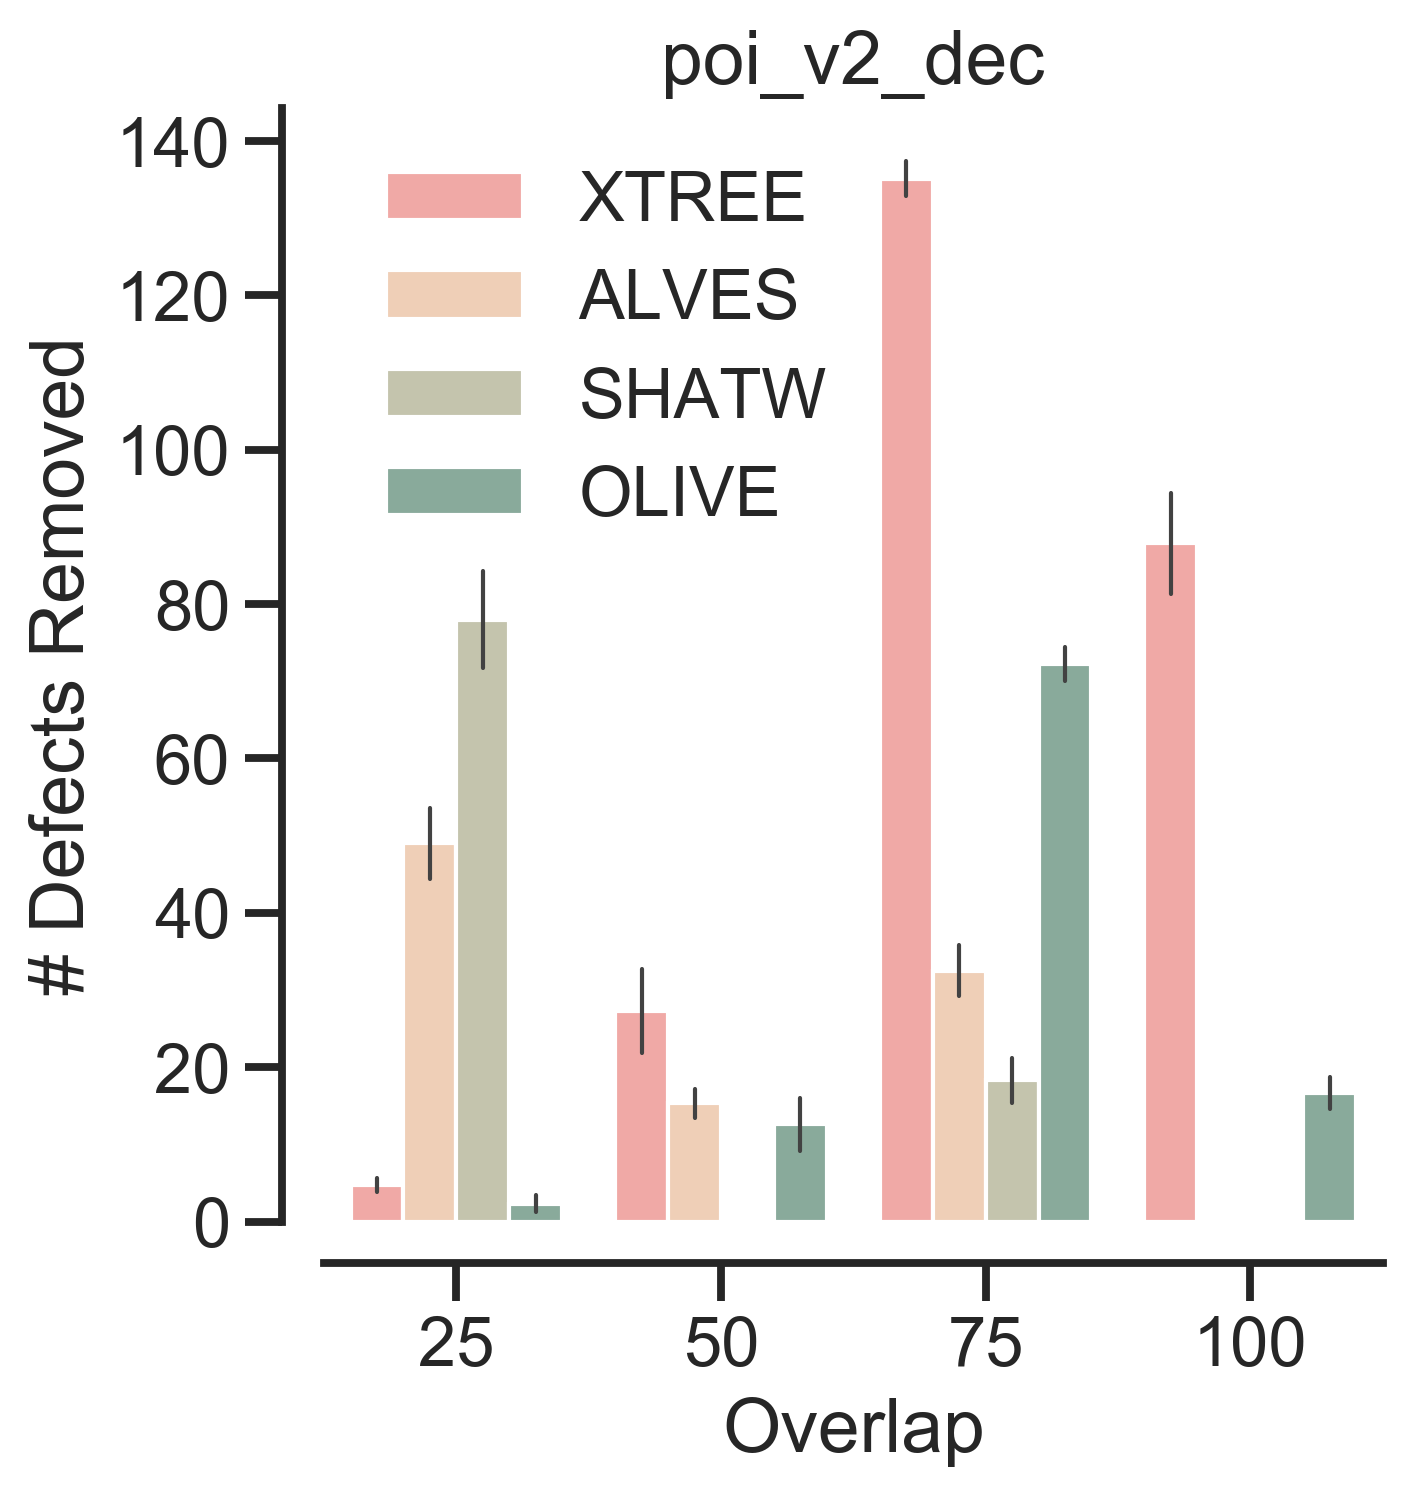 poi_v2_dec
140
120
100
80
60
40
20
0
# Defects Removed
XTREE
ALVES
SHATW
OLIVE
25 50 75 100
Overlap